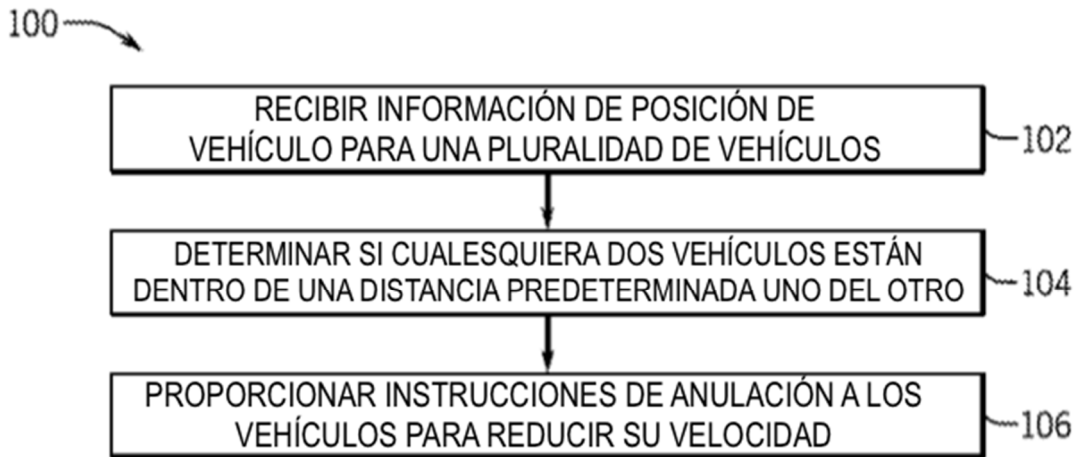 100
RECIBIR INFORMACIÓN DE POSICIÓN DE
VEHÍCULO PARA UNA PLURALIDAD DE VEHÍCULOS
102
DETERMINAR SI CUALESQUIERA DOS VEHÍCULOS ESTÁN
DENTRO DE UNA DISTANCIA PREDETERMINADA UNO DEL OTRO
104
PROPORCIONAR INSTRUCCIONES DE ANULACIÓN A LOS
VEHÍCULOS PARA REDUCIR SU VELOCIDAD
106